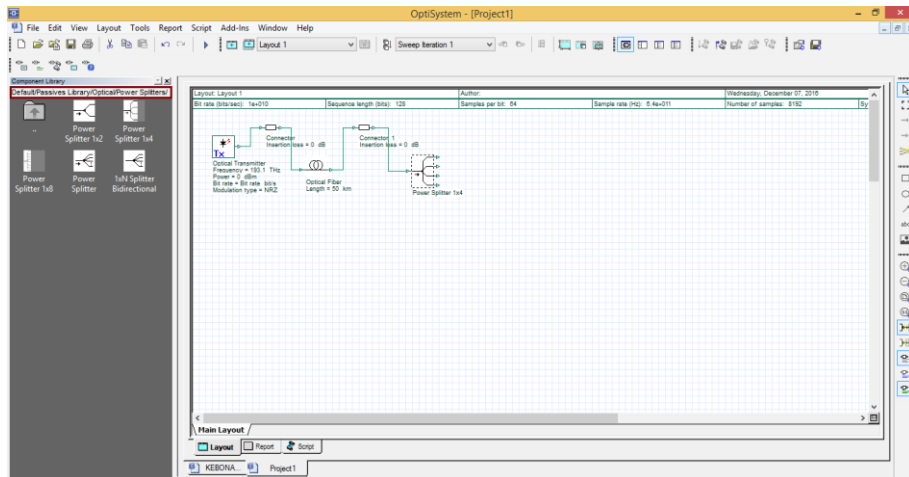 OptiSystem - [Project1]
File Edit View Layout Tools Report Script Add-Ins Window Help
Layout 1
Sweep Iteration 1
Component Library
Default/Passives Library/Optical/Power Splitters/
..
Power Splitter 1x2
Power Splitter 1x4
Power Splitter 1x8
Power Splitter
1xN Splitter Bidirectional
Layout: Layout 1
Author:
Wednesday, December 07, 2016
Bit rate (bits/sec): 1e+010
Sequence length (bits): 128
Samples per bit: 64
Sample rate (Hz): 6.4e+011
Number of samples: 8192
Sy
Tx
Optical Transmitter
Frequency = 193.1 THz
Power = 0 dBm
Bit rate = Bit rate bit/s
Modulation type = NRZ
Connector
Insertion loss = 0 dB
Optical Fiber
Length = 50 km
Connector_1
Insertion loss = 0 dB
Power Splitter 1x4
abc
Main Layout
Layout
Report
Script
KEBONA...
Project1